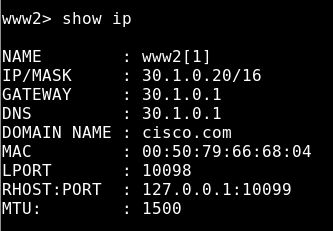 www2> show ip

NAME        : www2[1]
IP/MASK     : 30.1.0.20/16
GATEWAY     : 30.1.0.1
DNS         : 30.1.0.1
DOMAIN NAME : cisco.com
MAC         : 00:50:79:66:68:04
LPORT       : 10098
RHOST:PORT  : 127.0.0.1:10099
MTU:        : 1500